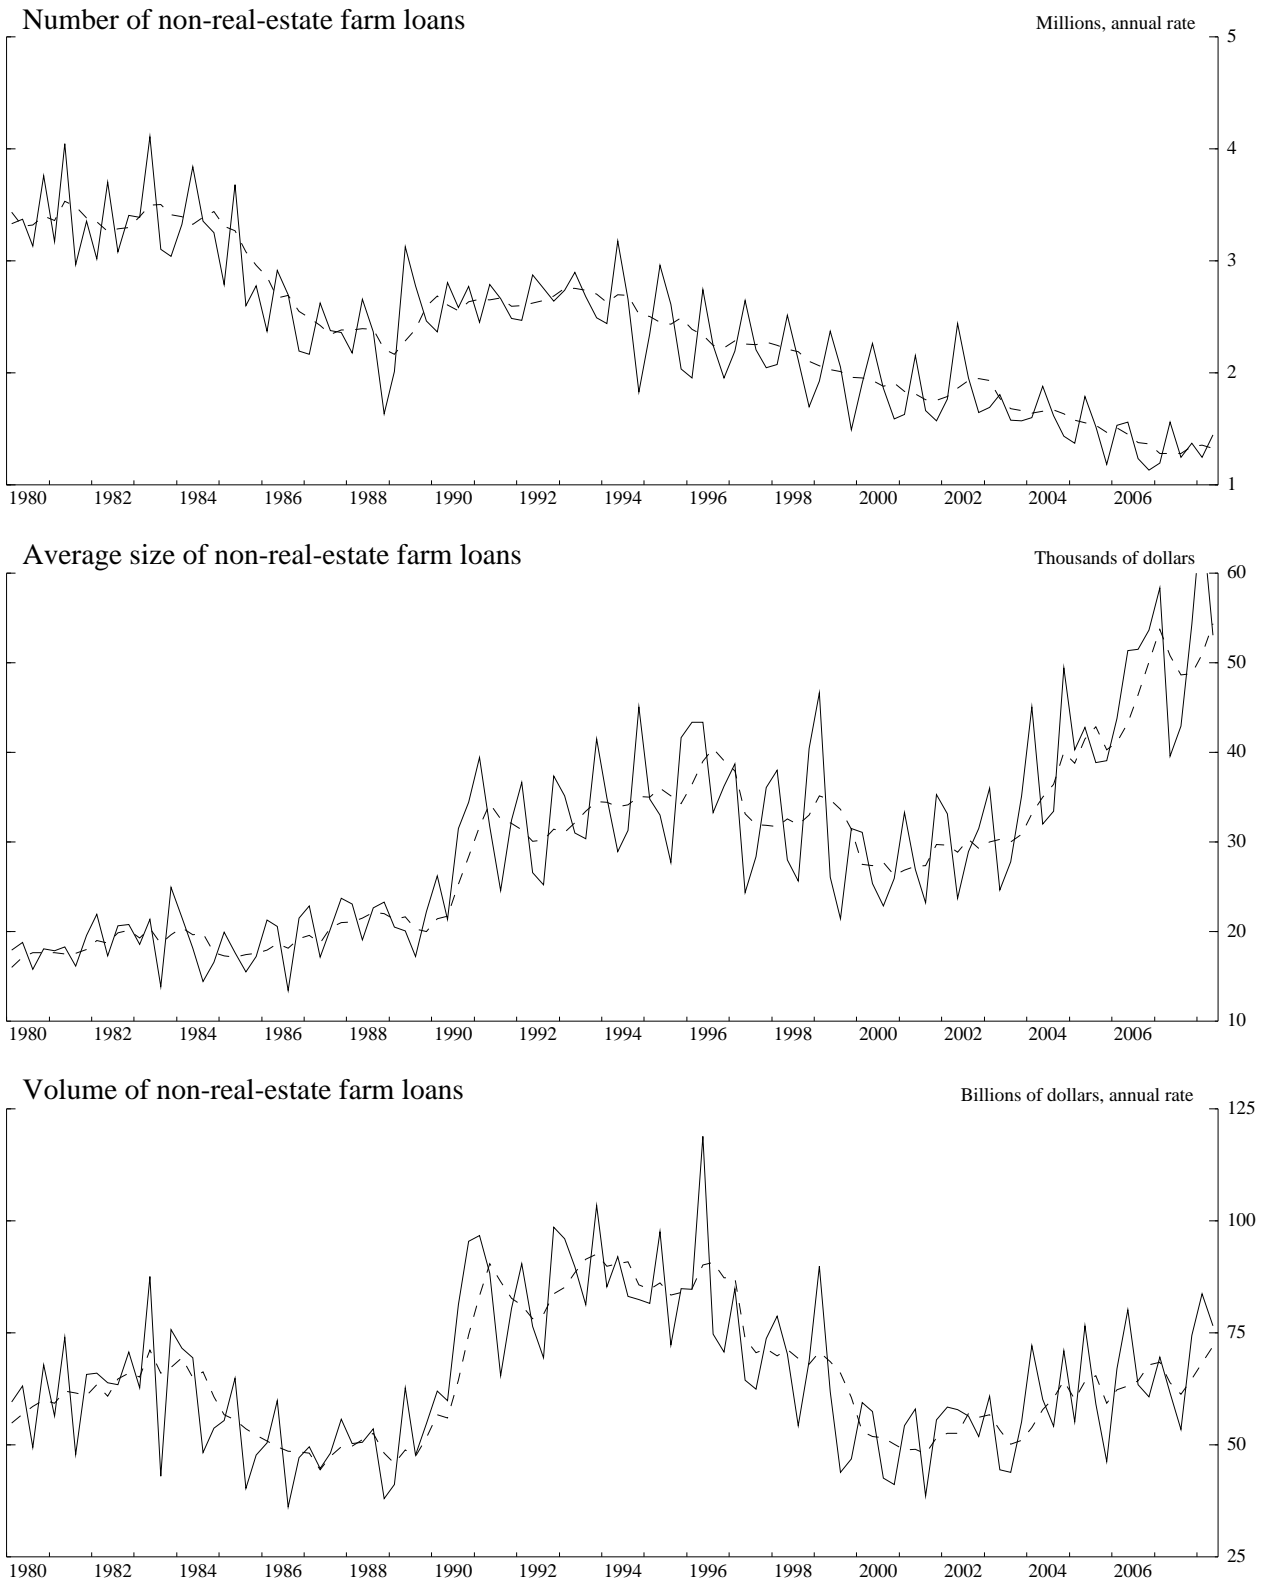 Number of non-real-estate farm loans
Millions, annual rate
5
4
3
2
1
1980 1982 1984 1986 1988 1990 1992 1994 1996 1998 2000 2002 2004 2006
Average size of non-real-estate farm loans
Thousands of dollars
60
50
40
30
20
10
1980 1982 1984 1986 1988 1990 1992 1994 1996 1998 2000 2002 2004 2006
Volume of non-real-estate farm loans
Billions of dollars, annual rate
125
100
75
50
25
1980 1982 1984 1986 1988 1990 1992 1994 1996 1998 2000 2002 2004 2006